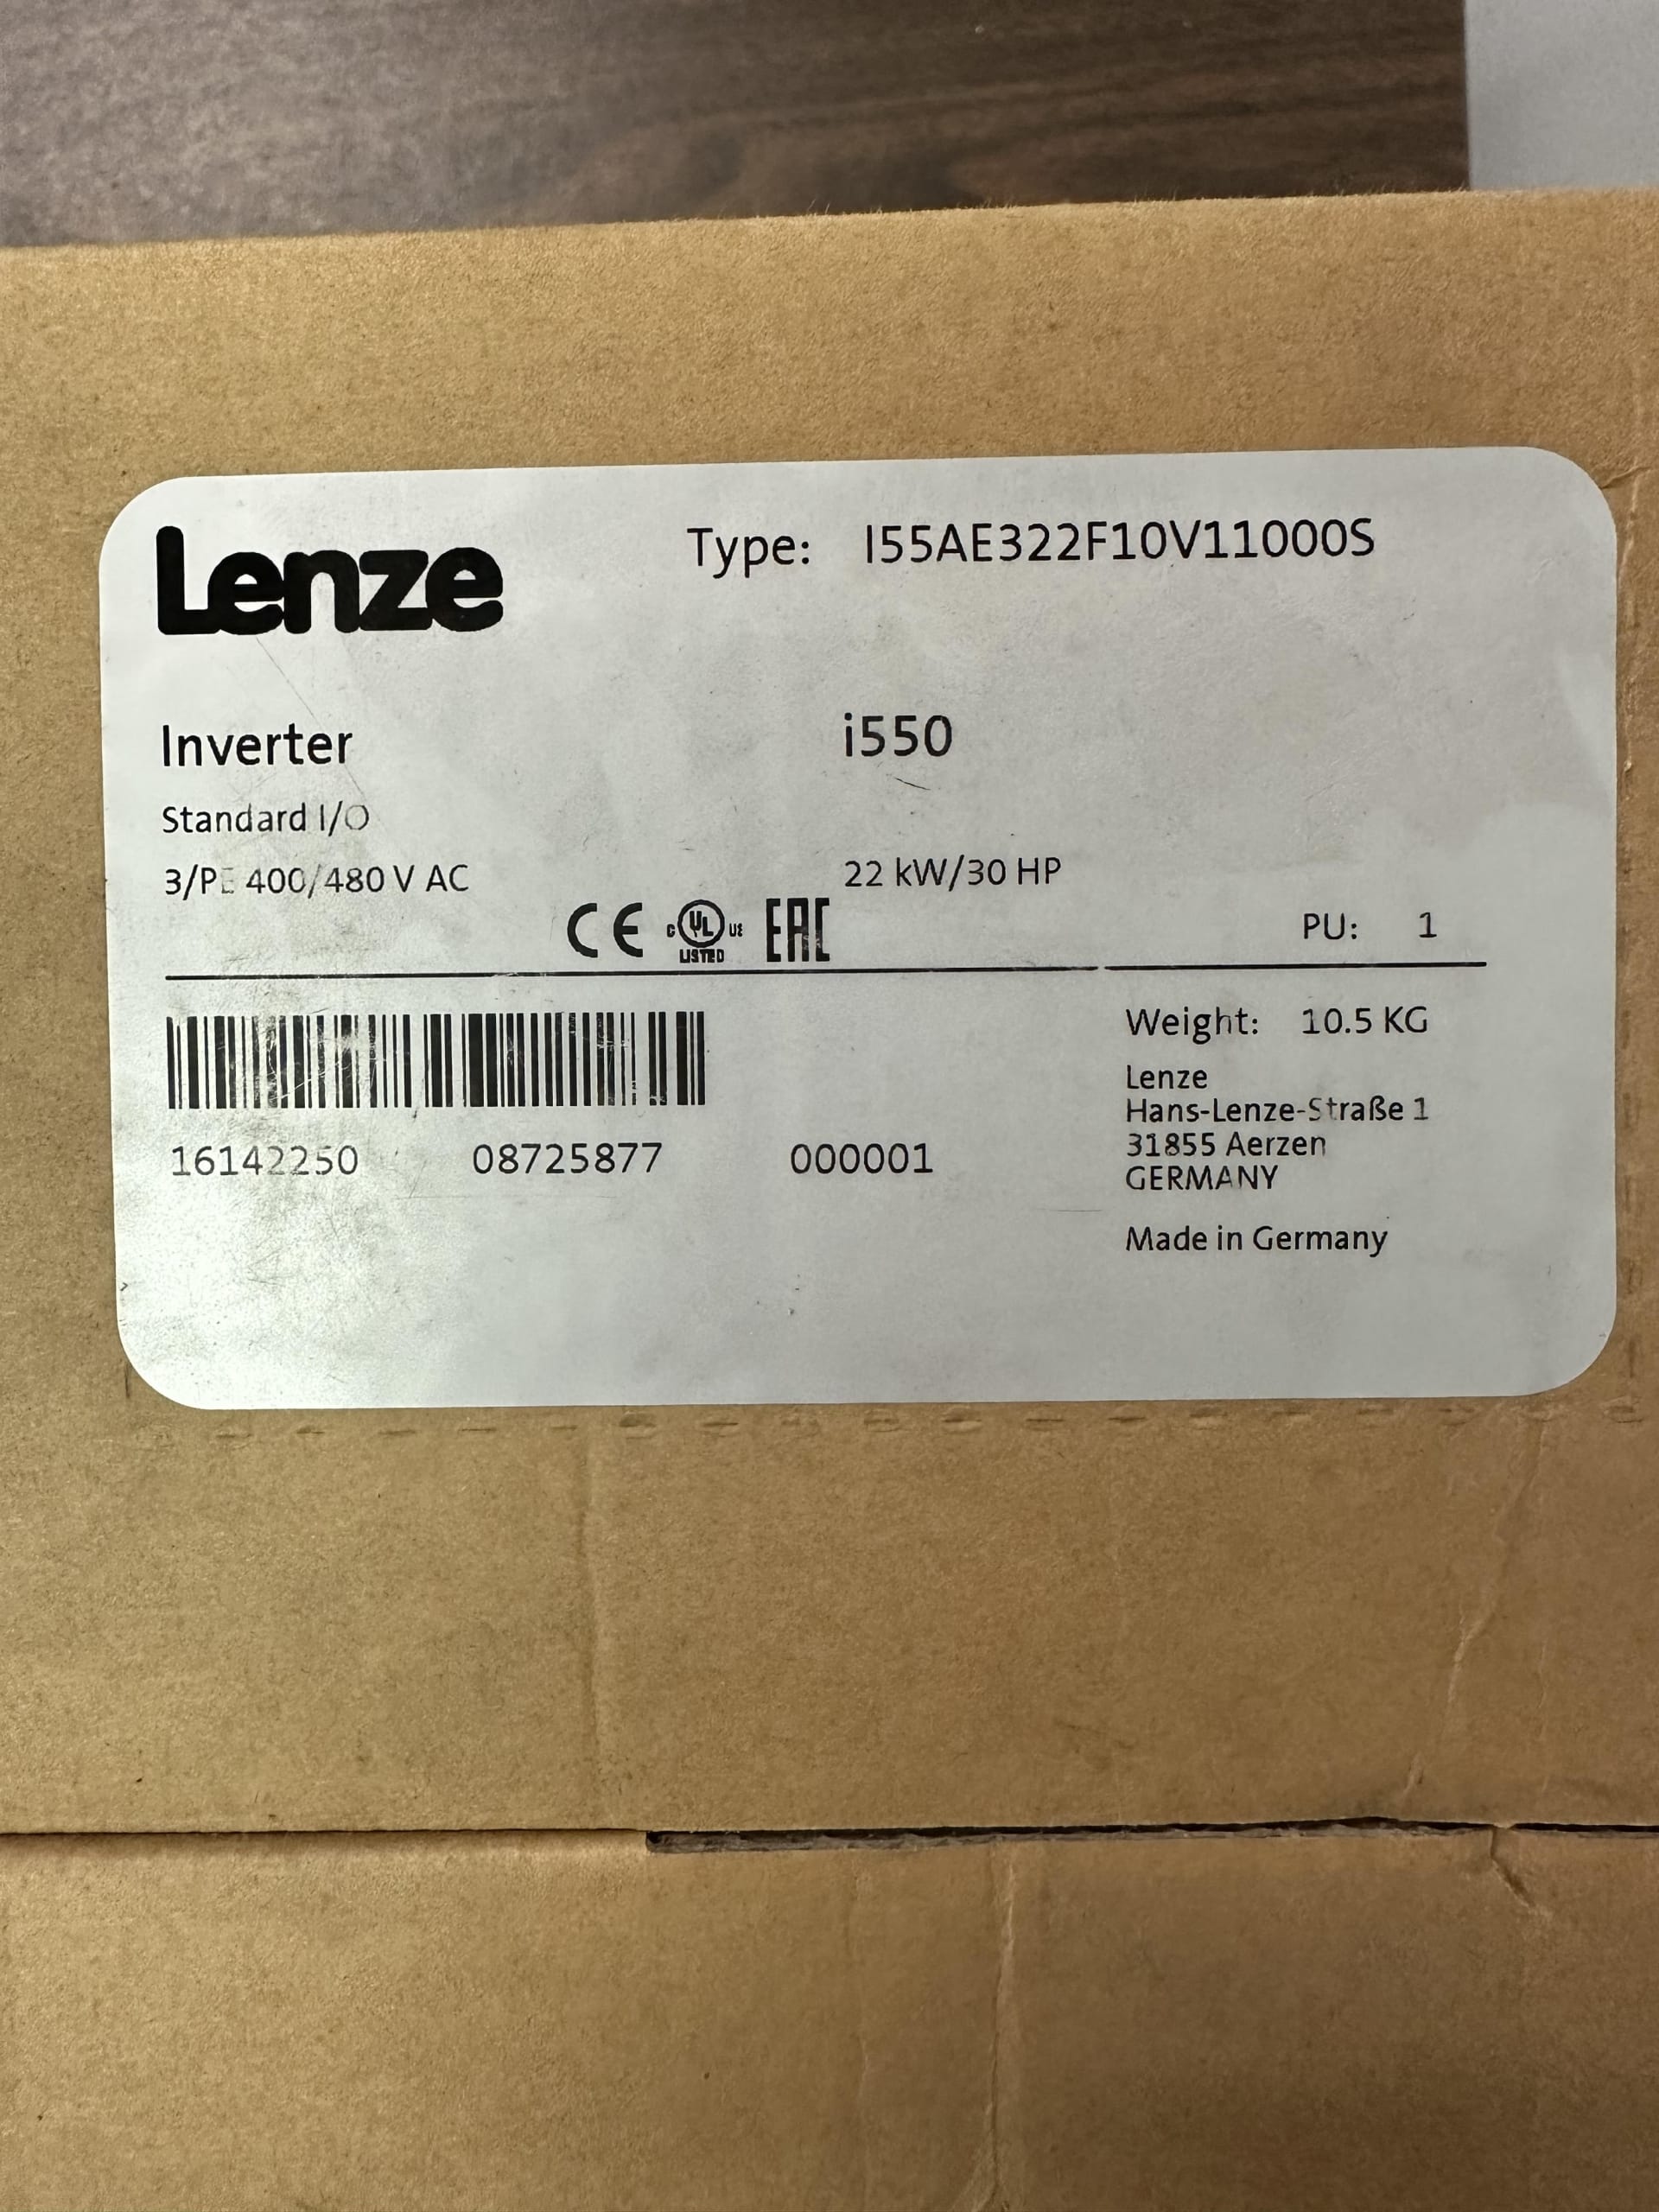 Lenze
Type: I55AE322F10V11000S
Inverter i550
Standard I/O
3/PE 400/480 V AC 22 kW/30 HP
CE C UL US LISTED EAC
PU: 1
Weight: 10.5 KG
Lenze
Hans-Lenze-Straße 1
31855 Aerzen
GERMANY
Made in Germany
16142250 08725877 000001